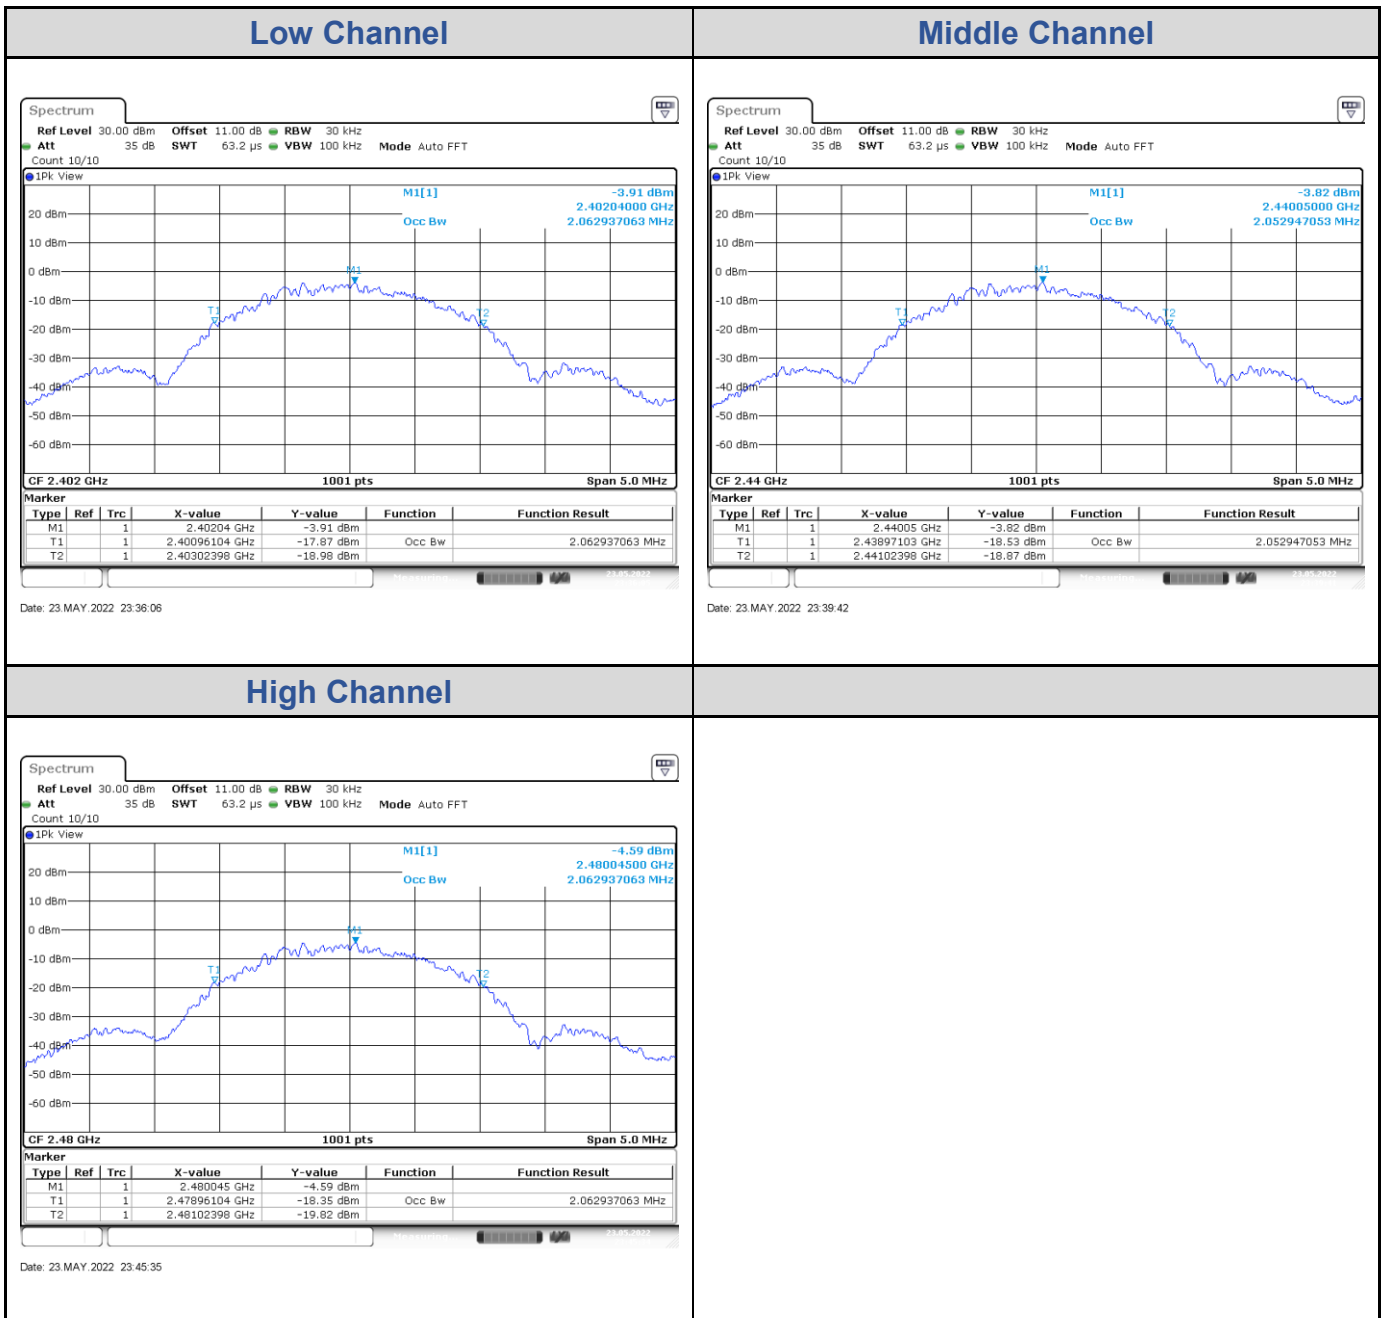 Low Channel
Middle Channel
Spectrum
Ref Level 30.00 dBm Offset 11.00 dB RBW 30 kHz
Att 35 dB SWT 63.2 µs VBW 100 kHz Mode Auto FFT
Count 10/10
1Pk View
M1[1] -3.91 dBm
2.40204000 GHz
Occ Bw 2.062937063 MHz
20 dBm
10 dBm
0 dBm
-10 dBm
-20 dBm
-30 dBm
-40 dBm
-50 dBm
-60 dBm
M1
T1
T2
CF 2.402 GHz 1001 pts Span 5.0 MHz
Marker
Type Ref Trc X-value Y-value Function Function Result
M1 1 2.40204 GHz -3.91 dBm
T1 1 2.40096104 GHz -17.87 dBm Occ Bw 2.062937063 MHz
T2 1 2.40302398 GHz -18.98 dBm
Measuring 23.05.2022
Date: 23.MAY.2022 23:36:06
Spectrum
Ref Level 30.00 dBm Offset 11.00 dB RBW 30 kHz
Att 35 dB SWT 63.2 µs VBW 100 kHz Mode Auto FFT
Count 10/10
1Pk View
M1[1] -3.82 dBm
2.44005000 GHz
Occ Bw 2.052947053 MHz
20 dBm
10 dBm
0 dBm
-10 dBm
-20 dBm
-30 dBm
-40 dBm
-50 dBm
-60 dBm
M1
T1
T2
CF 2.44 GHz 1001 pts Span 5.0 MHz
Marker
Type Ref Trc X-value Y-value Function Function Result
M1 1 2.44005 GHz -3.82 dBm
T1 1 2.43897103 GHz -18.53 dBm Occ Bw 2.052947053 MHz
T2 1 2.44102398 GHz -18.87 dBm
Measuring 23.05.2022
Date: 23.MAY.2022 23:39:42
High Channel
Spectrum
Ref Level 30.00 dBm Offset 11.00 dB RBW 30 kHz
Att 35 dB SWT 63.2 µs VBW 100 kHz Mode Auto FFT
Count 10/10
1Pk View
M1[1] -4.59 dBm
2.48004500 GHz
Occ Bw 2.062937063 MHz
20 dBm
10 dBm
0 dBm
-10 dBm
-20 dBm
-30 dBm
-40 dBm
-50 dBm
-60 dBm
M1
T1
T2
CF 2.48 GHz 1001 pts Span 5.0 MHz
Marker
Type Ref Trc X-value Y-value Function Function Result
M1 1 2.480045 GHz -4.59 dBm
T1 1 2.47896104 GHz -18.35 dBm Occ Bw 2.062937063 MHz
T2 1 2.48102398 GHz -19.82 dBm
Measuring 23.05.2022
Date: 23.MAY.2022 23:45:35